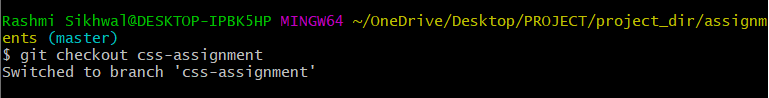 Rashmi Sikhwal@DESKTOP-IPBK5HP MINGW64 ~/OneDrive/Desktop/PROJECT/project_dir/assignm
ents (master)
$ git checkout css-assignment
Switched to branch 'css-assignment'